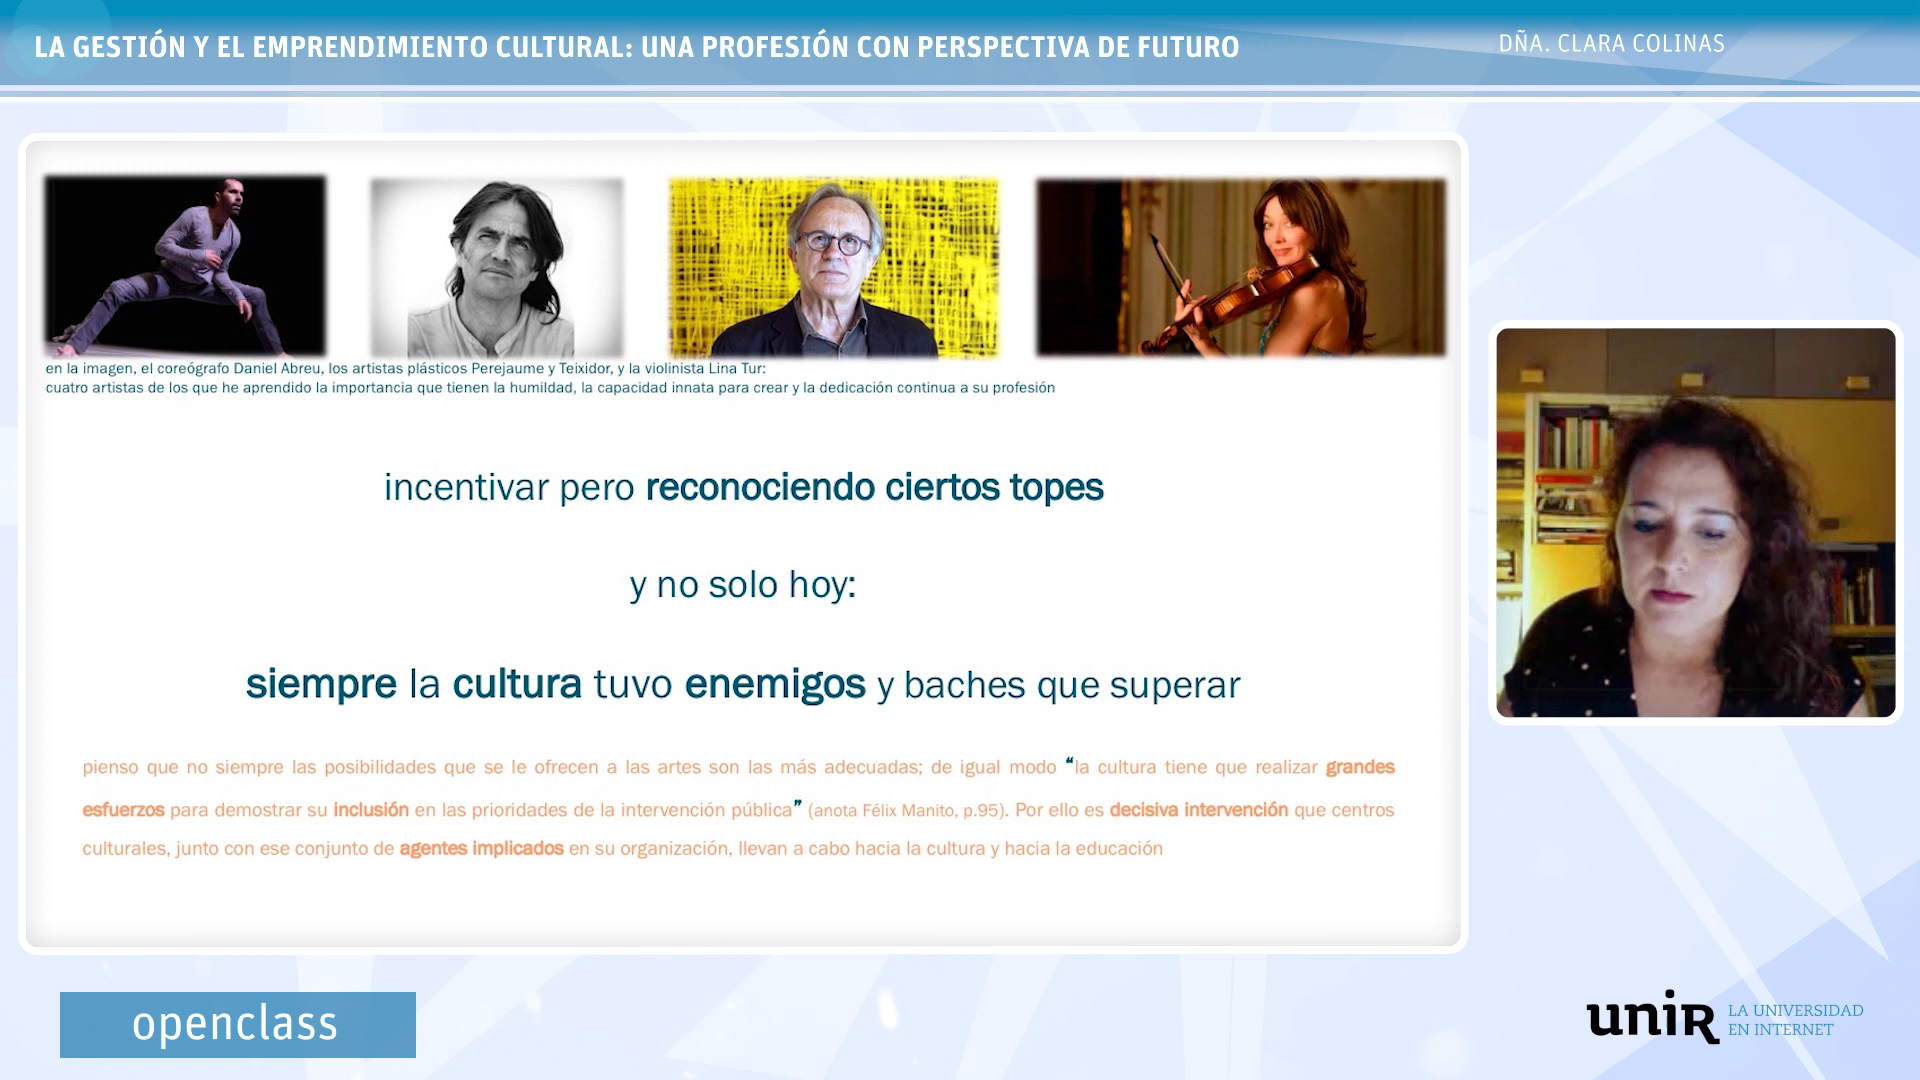 LA GESTIÓN Y EL EMPRENDIMIENTO CULTURAL: UNA PROFESIÓN CON PERSPECTIVA DE FUTURO
DÑA. CLARA COLINAS
en la imagen, el coreógrafo Daniel Abreu, los artistas plásticos Perejaume y Teixidor, y la violinista Lina Tur:
cuatro artistas de los que he aprendido la importancia que tienen la humildad, la capacidad innata para crear y la dedicación continua a su profesión
incentivar pero reconociendo ciertos topes
y no solo hoy:
siempre la cultura tuvo enemigos y baches que superar
pienso que no siempre las posibilidades que se le ofrecen a las artes son las más adecuadas; de igual modo “la cultura tiene que realizar grandes
esfuerzos para demostrar su inclusión en las prioridades de la intervención pública” (anota Félix Manito, p.95). Por ello es decisiva intervención que centros
culturales, junto con ese conjunto de agentes implicados en su organización, llevan a cabo hacia la cultura y hacia la educación
openclass
uniR
LA UNIVERSIDAD
EN INTERNET